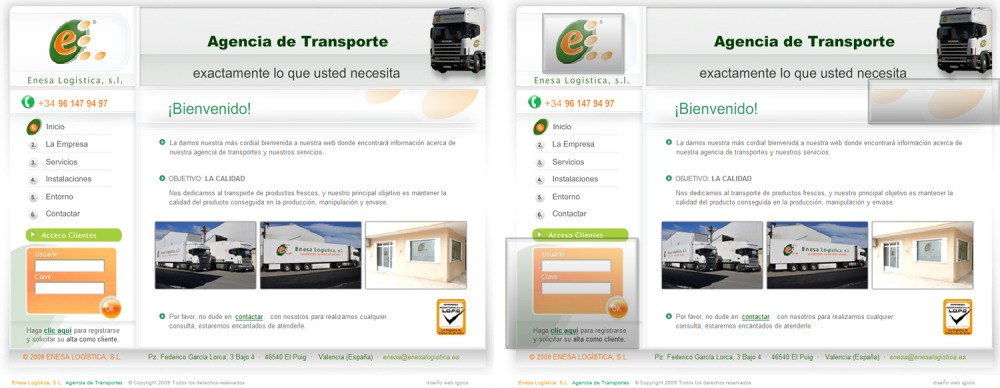 e
Enesa Logística, s.l.
Agencia de Transporte
exactamente lo que usted necesita
+34 96 147 94 97
¡Bienvenido!
1. Inicio
2. La Empresa
3. Servicios
4. Instalaciones
5. Entorno
6. Contactar
Acceso Clientes
Usuario
Clave
OK
Haga clic aquí para registrarse
y solicitar su alta como cliente.
La damos nuestra más cordial bienvenida a nuestra web donde encontrará información acerca de
nuestra agencia de transportes y nuestros servicios.
OBJETIVO: LA CALIDAD
Nos dedicamos al transporte de productos frescos, y nuestro principal objetivo es mantener la
calidad del producto conseguida en la producción, manipulación y envase.
Enesa Logística, s.l.
Por favor, no dude en contactar con nosotros para realizarnos cualquier
consulta, estaremos encantados de atenderle.
L.O.P.D.
© 2009 ENESA LOGÍSTICA, S.L.
Pz. Federico García Lorca, 3 Bajo 4 · 46540 El Puig · Valencia (España) · enesa@enesalogistica.es
Enesa Logística, S.L. Agencia de Transportes © Copyright 2009 Todos los derechos reservados
diseño web igoox
e
Enesa Logística, s.l.
Agencia de Transporte
exactamente lo que usted necesita
+34 96 147 94 97
¡Bienvenido!
1. Inicio
2. La Empresa
3. Servicios
4. Instalaciones
5. Entorno
6. Contactar
Acceso Clientes
Usuario
Clave
OK
Haga clic aquí para registrarse
y solicitar su alta como cliente.
La damos nuestra más cordial bienvenida a nuestra web donde encontrará información acerca de
nuestra agencia de transportes y nuestros servicios.
OBJETIVO: LA CALIDAD
Nos dedicamos al transporte de productos frescos, y nuestro principal objetivo es mantener la
calidad del producto conseguida en la producción, manipulación y envase.
Enesa Logística, s.l.
Por favor, no dude en contactar con nosotros para realizarnos cualquier
consulta, estaremos encantados de atenderle.
L.O.P.D.
© 2009 ENESA LOGÍSTICA, S.L.
Pz. Federico García Lorca, 3 Bajo 4 · 46540 El Puig · Valencia (España) · enesa@enesalogistica.es
Enesa Logística, S.L. Agencia de Transportes © Copyright 2009 Todos los derechos reservados
diseño web igoox